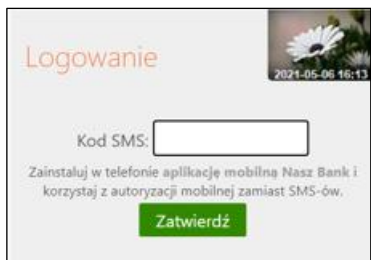 Logowanie
2021-05-06 16:13
Kod SMS:
Zainstaluj w telefonie aplikację mobilną Nasz Bank i
korzystaj z autoryzacji mobilnej zamiast SMS-ów.
Zatwierdź